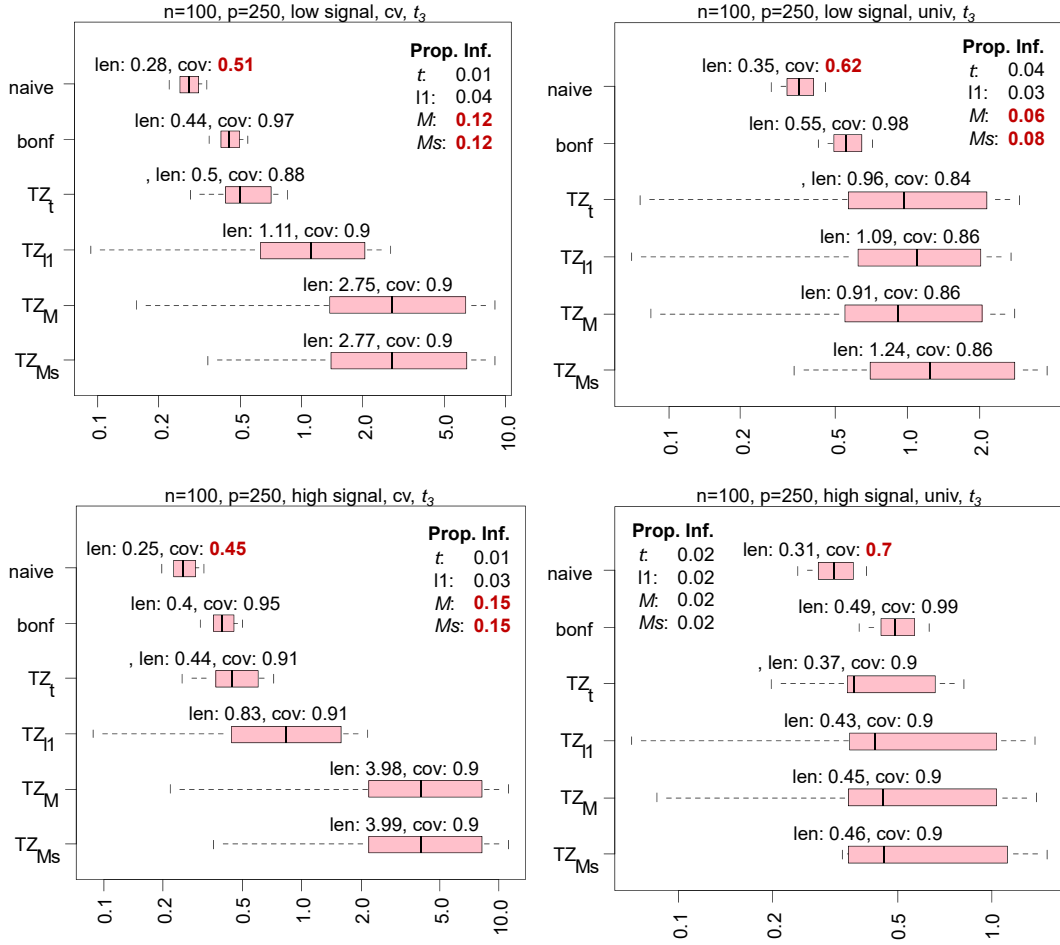 n=100, p=250, low signal, cv, t3
Prop. Inf.
t: 0.01
l1: 0.04
M: 0.12
Ms: 0.12
naive
len: 0.28, cov: 0.51
bonf
len: 0.44, cov: 0.97
TZt
, len: 0.5, cov: 0.88
TZl1
len: 1.11, cov: 0.9
TZM
len: 2.75, cov: 0.9
TZMs
len: 2.77, cov: 0.9
0.1 0.2 0.5 1.0 2.0 5.0 10.0
n=100, p=250, low signal, univ, t3
Prop. Inf.
t: 0.04
l1: 0.03
M: 0.06
Ms: 0.08
naive
len: 0.35, cov: 0.62
bonf
len: 0.55, cov: 0.98
TZt
, len: 0.96, cov: 0.84
TZl1
len: 1.09, cov: 0.86
TZM
len: 0.91, cov: 0.86
TZMs
len: 1.24, cov: 0.86
0.1 0.2 0.5 1.0 2.0
n=100, p=250, high signal, cv, t3
Prop. Inf.
t: 0.01
l1: 0.03
M: 0.15
Ms: 0.15
naive
len: 0.25, cov: 0.45
bonf
len: 0.4, cov: 0.95
TZt
, len: 0.44, cov: 0.91
TZl1
len: 0.83, cov: 0.91
TZM
len: 3.98, cov: 0.9
TZMs
len: 3.99, cov: 0.9
0.1 0.2 0.5 1.0 2.0 5.0 10.0
n=100, p=250, high signal, univ, t3
Prop. Inf.
t: 0.02
l1: 0.02
M: 0.02
Ms: 0.02
naive
len: 0.31, cov: 0.7
bonf
len: 0.49, cov: 0.99
TZt
, len: 0.37, cov: 0.9
TZl1
len: 0.43, cov: 0.9
TZM
len: 0.45, cov: 0.9
TZMs
len: 0.46, cov: 0.9
0.1 0.2 0.5 1.0